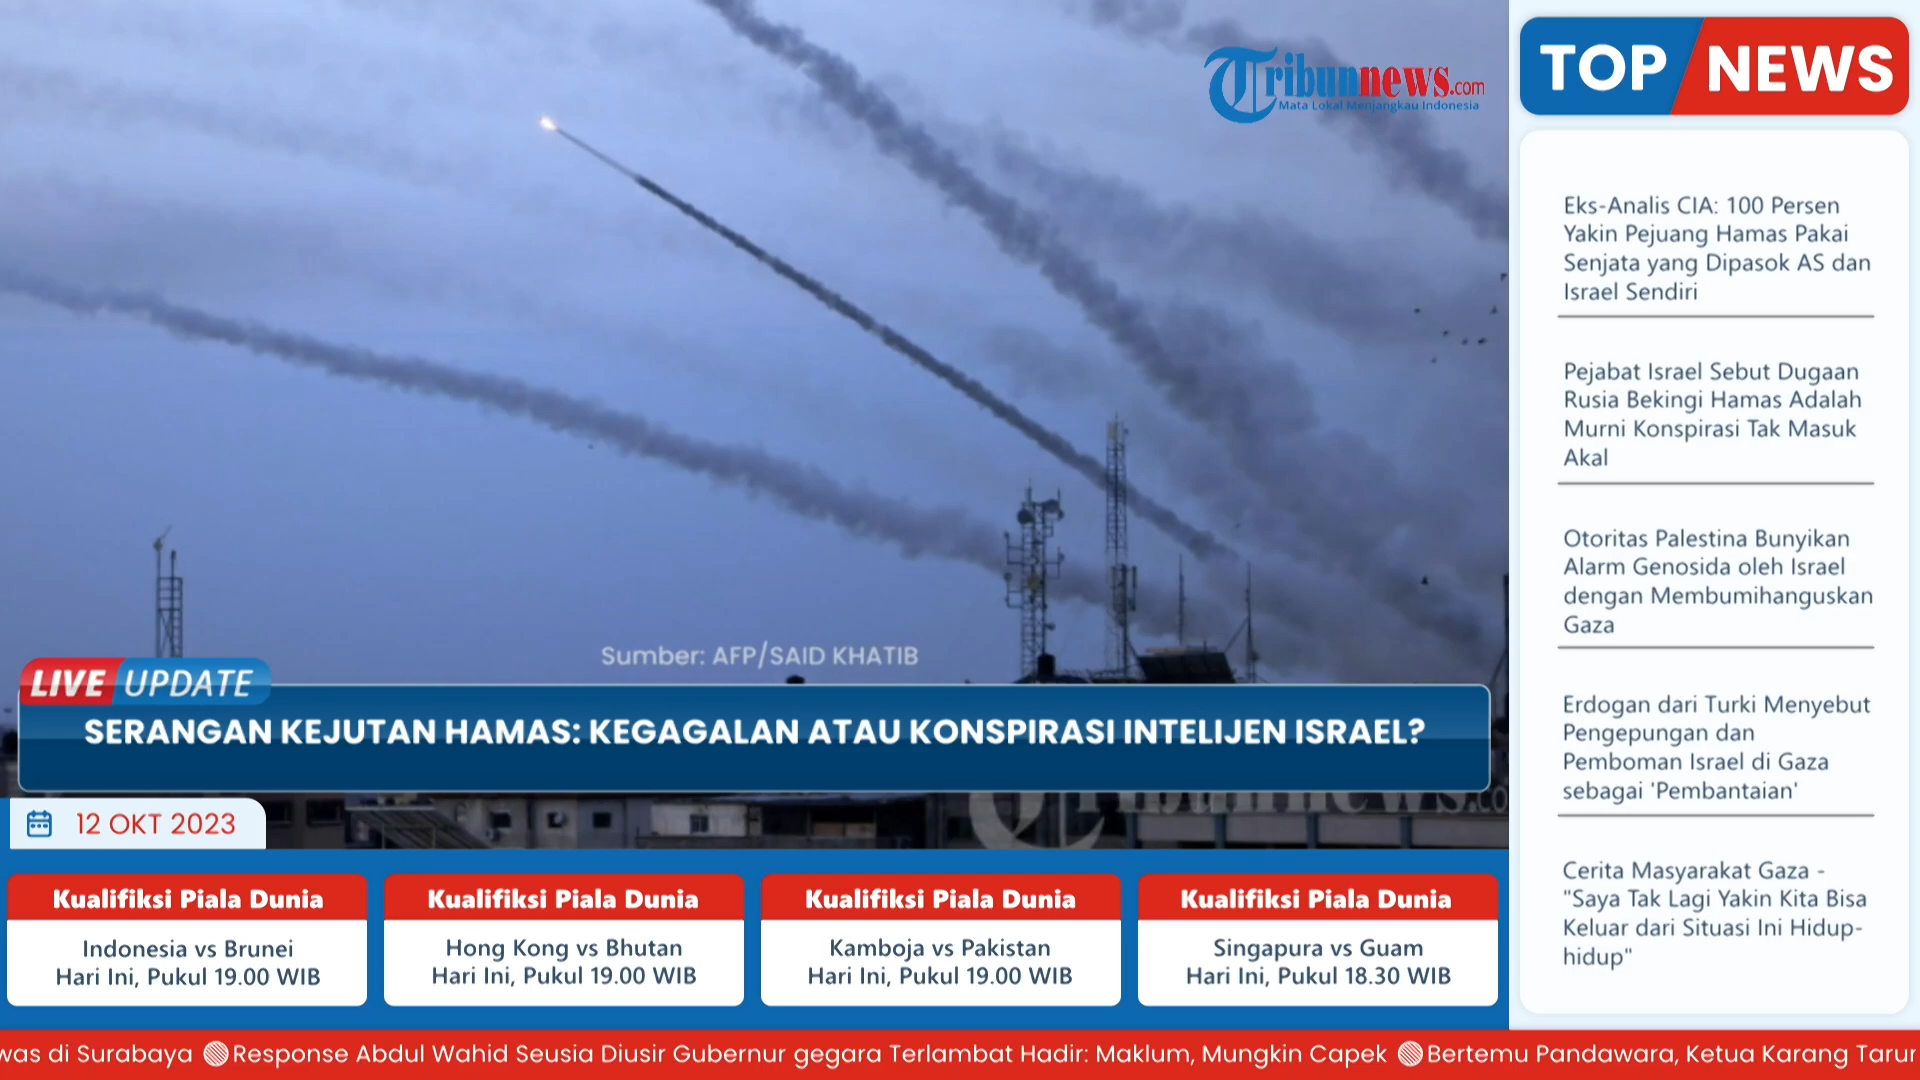 Tribunnews.com
Mata Lokal Menjangkau Indonesia
TOP NEWS
Eks-Analis CIA: 100 Persen
Yakin Pejuang Hamas Pakai
Senjata yang Dipasok AS dan
Israel Sendiri
Pejabat Israel Sebut Dugaan
Rusia Bekingi Hamas Adalah
Murni Konspirasi Tak Masuk
Akal
Otoritas Palestina Bunyikan
Alarm Genosida oleh Israel
dengan Membumihanguskan
Gaza
Erdogan dari Turki Menyebut
Pengepungan dan
Pemboman Israel di Gaza
sebagai 'Pembantaian'
Cerita Masyarakat Gaza -
"Saya Tak Lagi Yakin Kita Bisa
Keluar dari Situasi Ini Hidup-
hidup"
Sumber: AFP/SAID KHATIB
LIVE UPDATE
SERANGAN KEJUTAN HAMAS: KEGAGALAN ATAU KONSPIRASI INTELIJEN ISRAEL?
12 OKT 2023
Kualifiksi Piala Dunia
Indonesia vs Brunei
Hari Ini, Pukul 19.00 WIB
Kualifiksi Piala Dunia
Hong Kong vs Bhutan
Hari Ini, Pukul 19.00 WIB
Kualifiksi Piala Dunia
Kamboja vs Pakistan
Hari Ini, Pukul 19.00 WIB
Kualifiksi Piala Dunia
Singapura vs Guam
Hari Ini, Pukul 18.30 WIB
was di Surabaya Response Abdul Wahid Seusia Diusir Gubernur gegara Terlambat Hadir: Maklum, Mungkin Capek Bertemu Pandawara, Ketua Karang Tarun